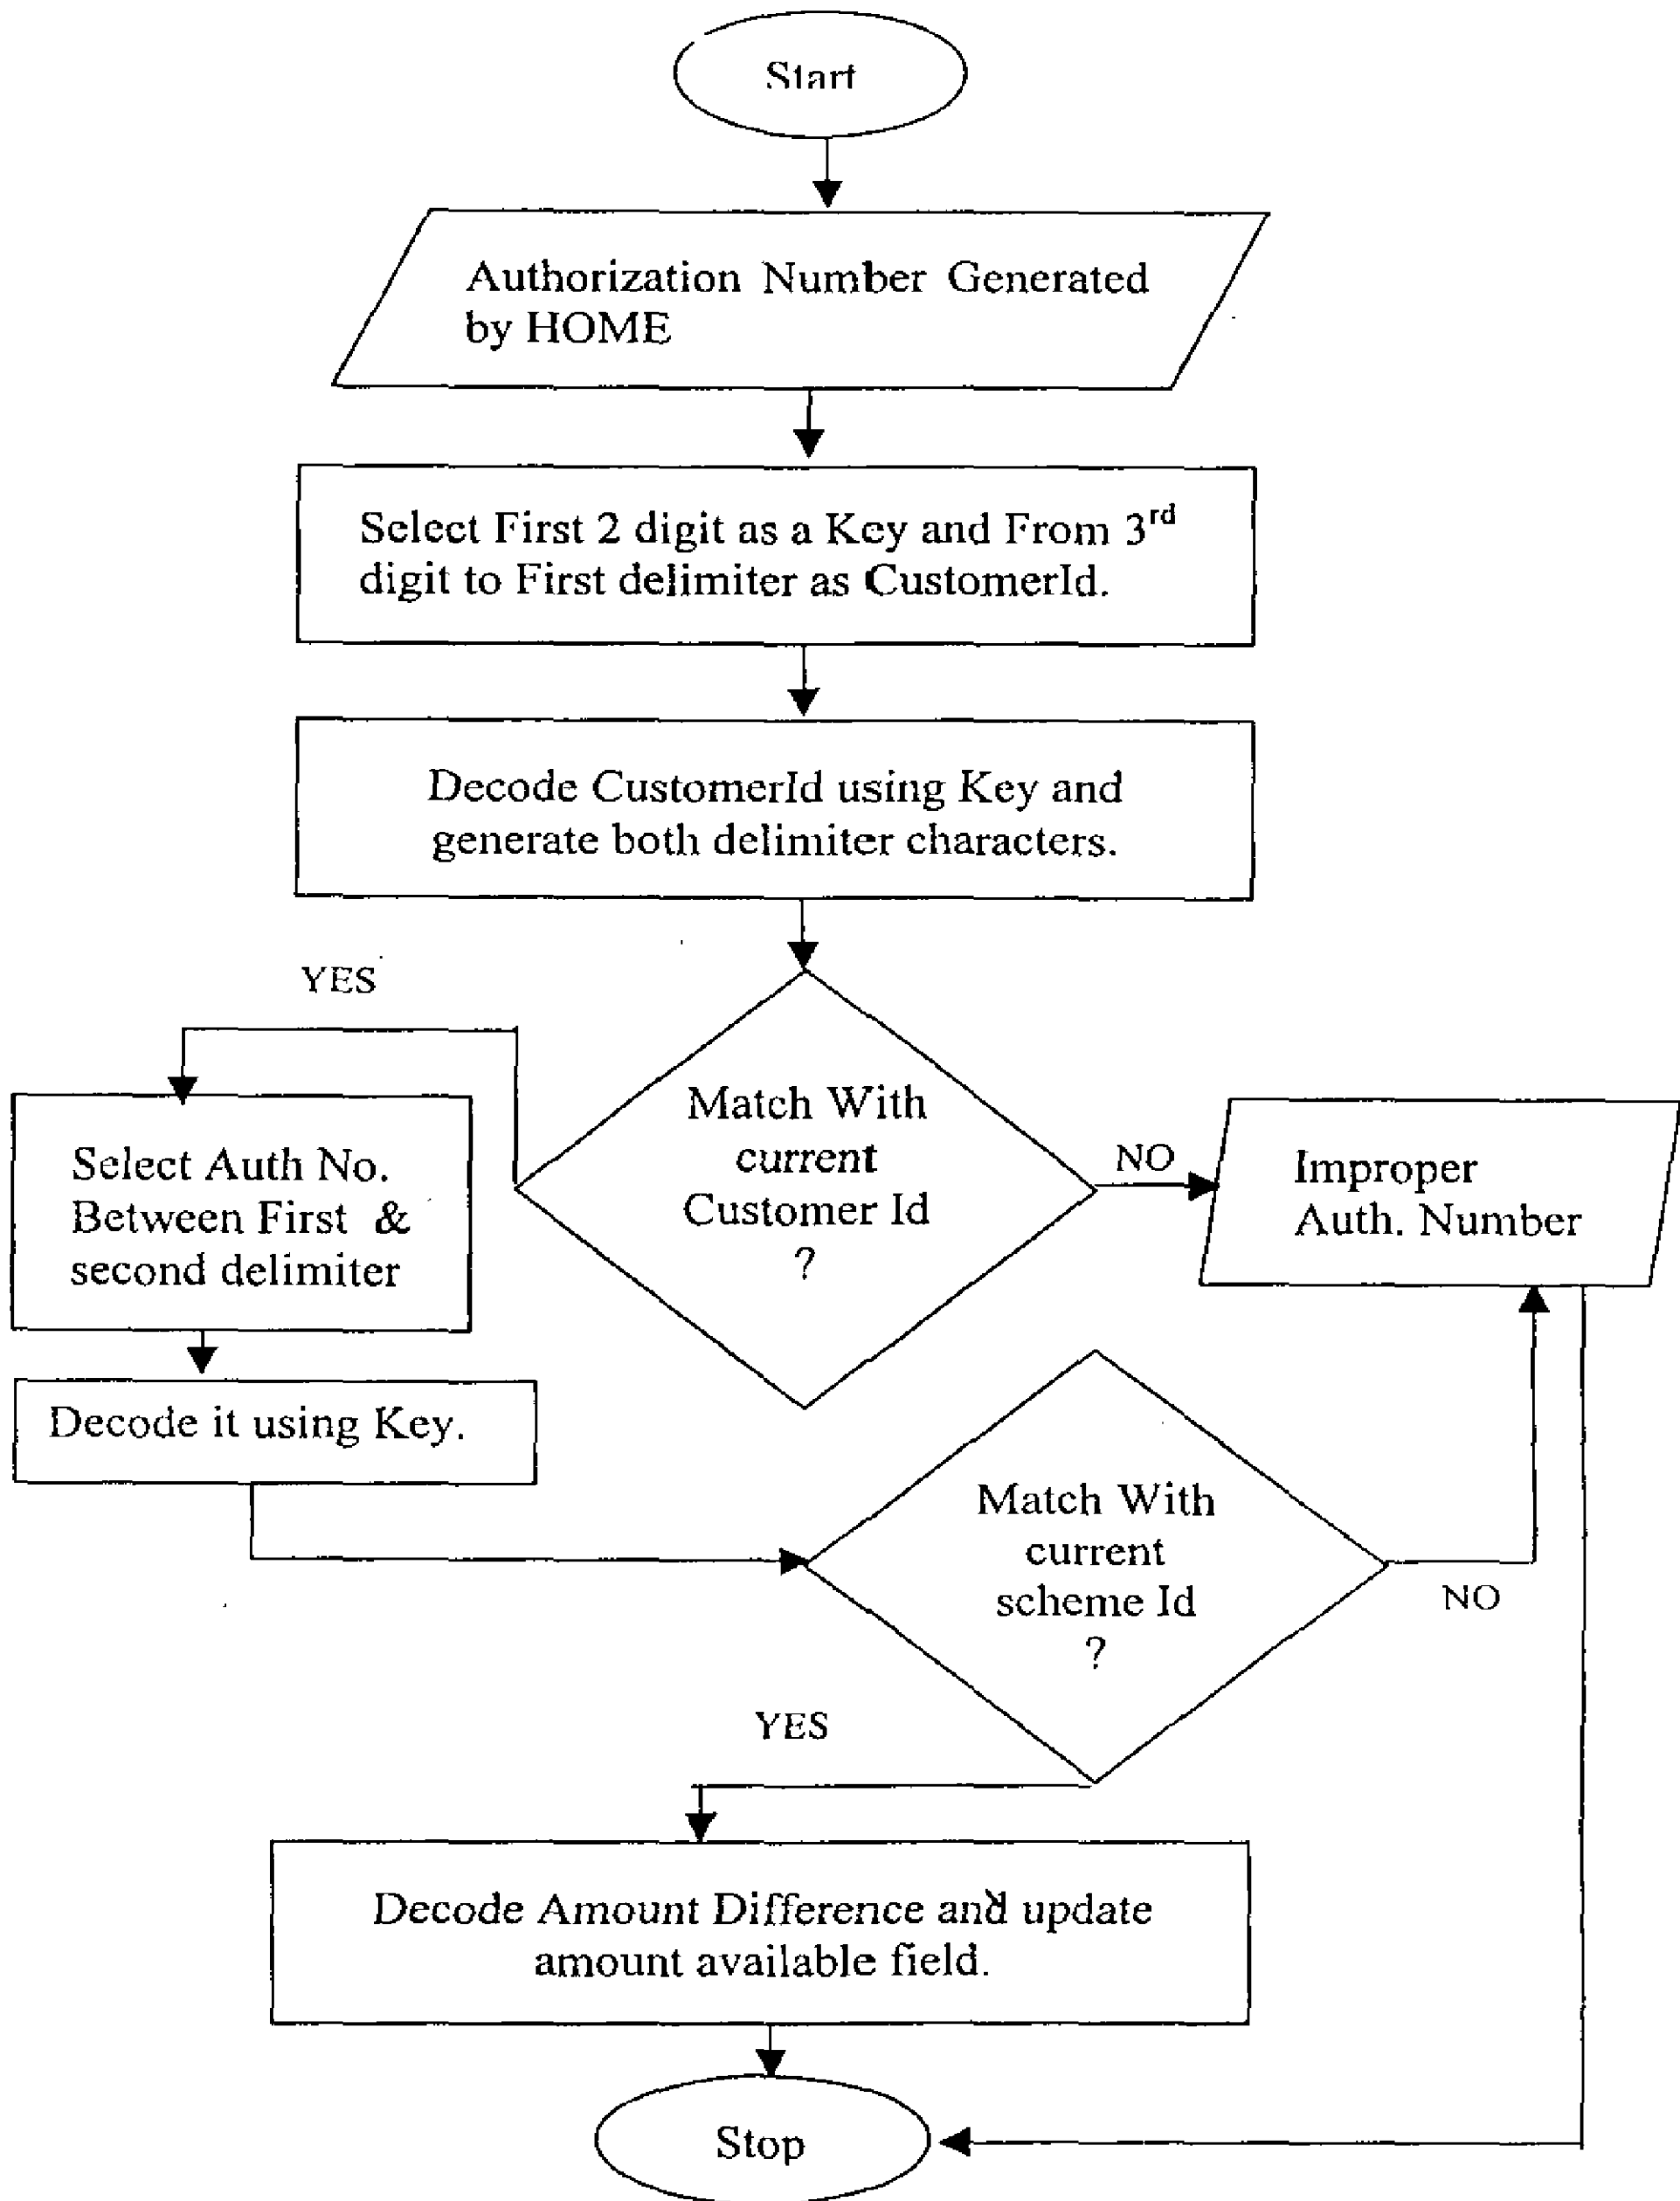 Start
Authorization Number Generated
by HOME
Select First 2 digit as a Key and From 3rd
digit to First delimiter as CustomerId.
Decode CustomerId using Key and
generate both delimiter characters.
YES
Match With
current
Customer Id
?
NO
Improper
Auth. Number
Select Auth No.
Between First &
second delimiter
Decode it using Key.
Match With
current
scheme Id
?
NO
YES
Decode Amount Difference and update
amount available field.
Stop